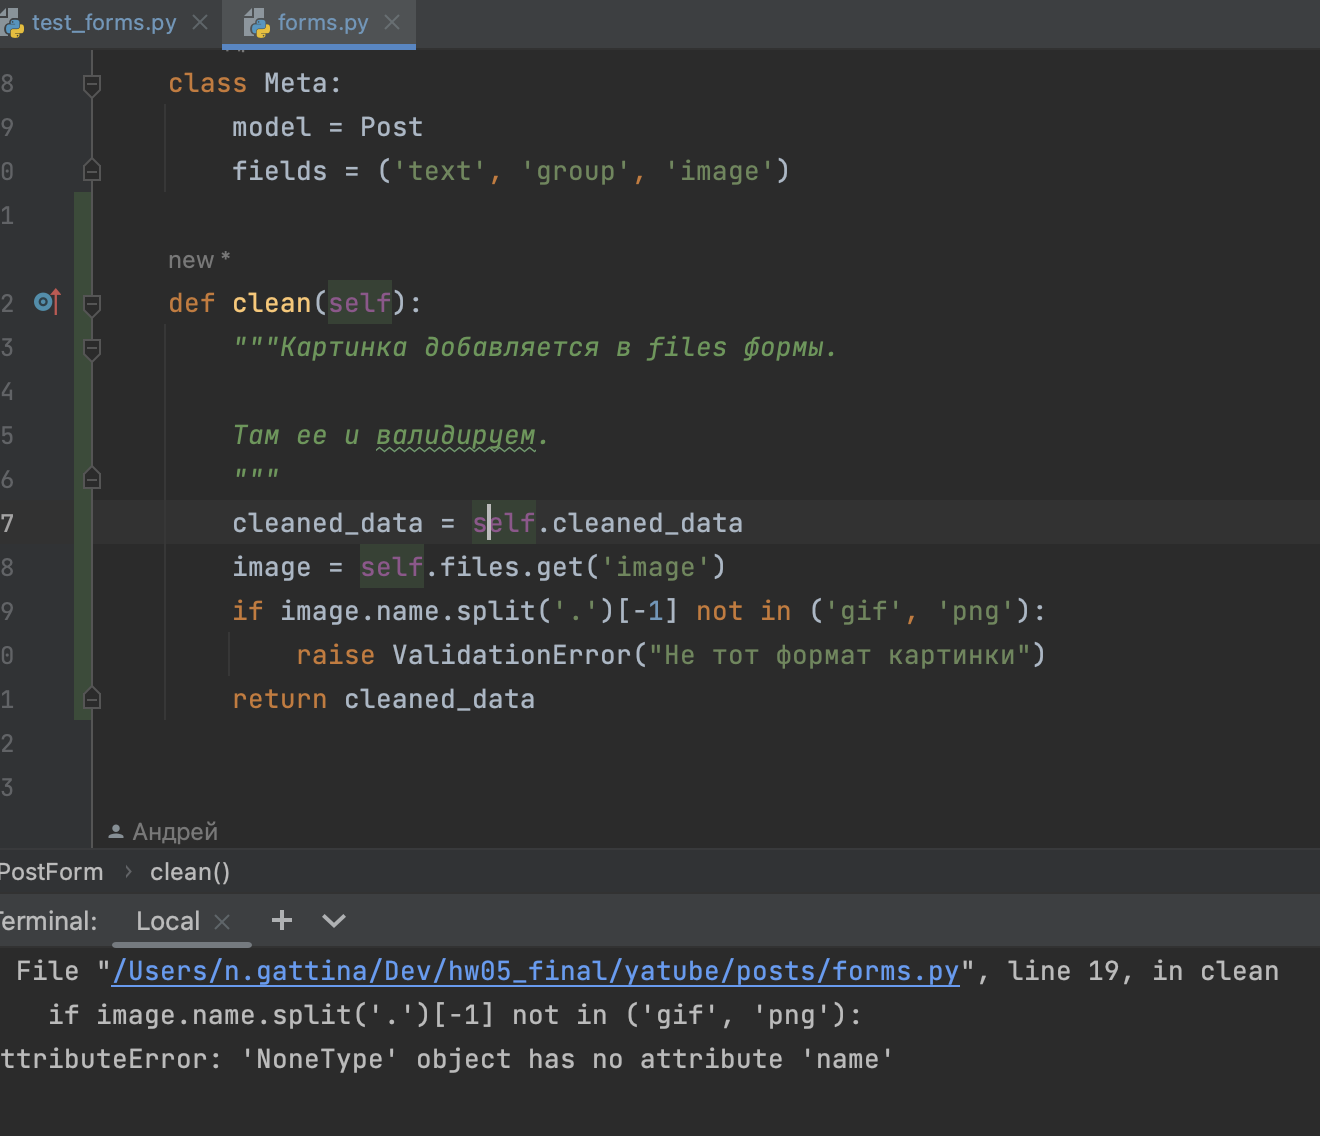 test_forms.py forms.py
8 class Meta:
9 model = Post
0 fields = ('text', 'group', 'image')
1
new *
2 def clean(self):
3 """Картинка добавляется в files формы.
4
5 Там ее и валидируем.
6 """
7 cleaned_data = self.cleaned_data
8 image = self.files.get('image')
9 if image.name.split('.')[-1] not in ('gif', 'png'):
0 raise ValidationError("Не тот формат картинки")
1 return cleaned_data
2
3
Андрей
PostForm › clean()
erminal: Local
File "/Users/n.gattina/Dev/hw05_final/yatube/posts/forms.py", line 19, in clean
if image.name.split('.')[-1] not in ('gif', 'png'):
ttributeError: 'NoneType' object has no attribute 'name'